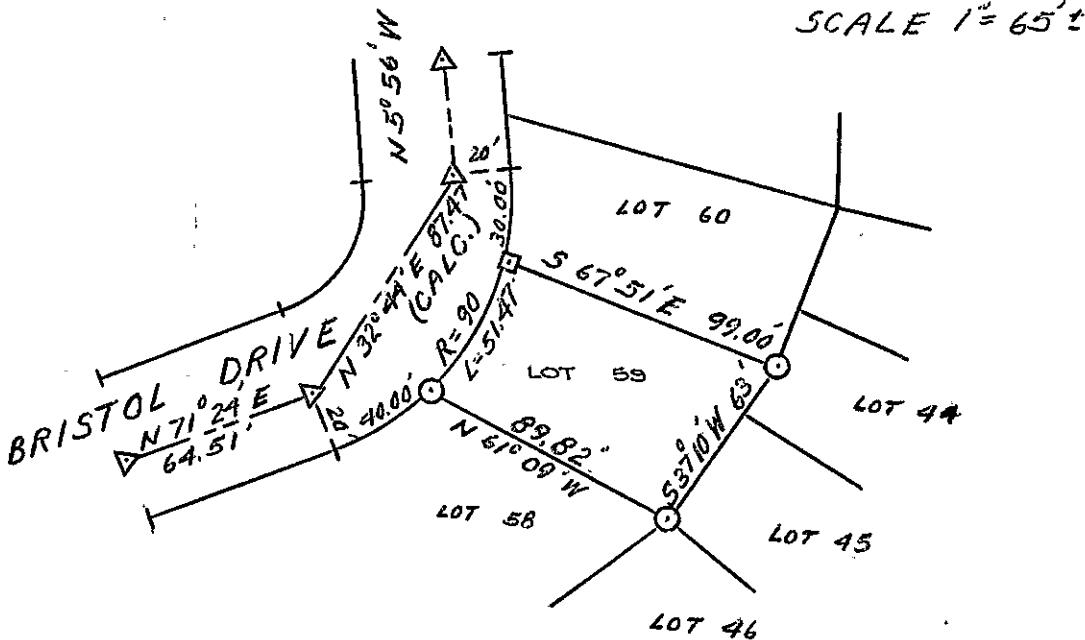 SCALE 1"= 65'±
N 5° 56' W
20'
30.00'
LOT 60
N 32° 44' E 87.47
(CALC.)
S 67° 51' E 99.00'
R=90
L=51.47'
LOT 59
BRISTOL DRIVE
N 71° 24' E
64.51'
20'
40.00'
89.82'
N 61° 09' W
S37°10'W 63'
LOT 44
LOT 58
LOT 45
LOT 46